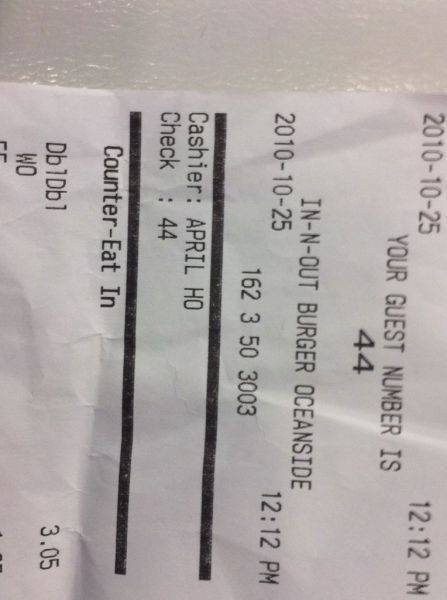 2010-10-25 12:12 PM
YOUR GUEST NUMBER IS
44
IN-N-OUT BURGER OCEANSIDE
2010-10-25 12:12 PM
162 3 50 3003
Cashier: APRIL HO
Check : 44
Counter-Eat In
DblDbl 3.05
WO